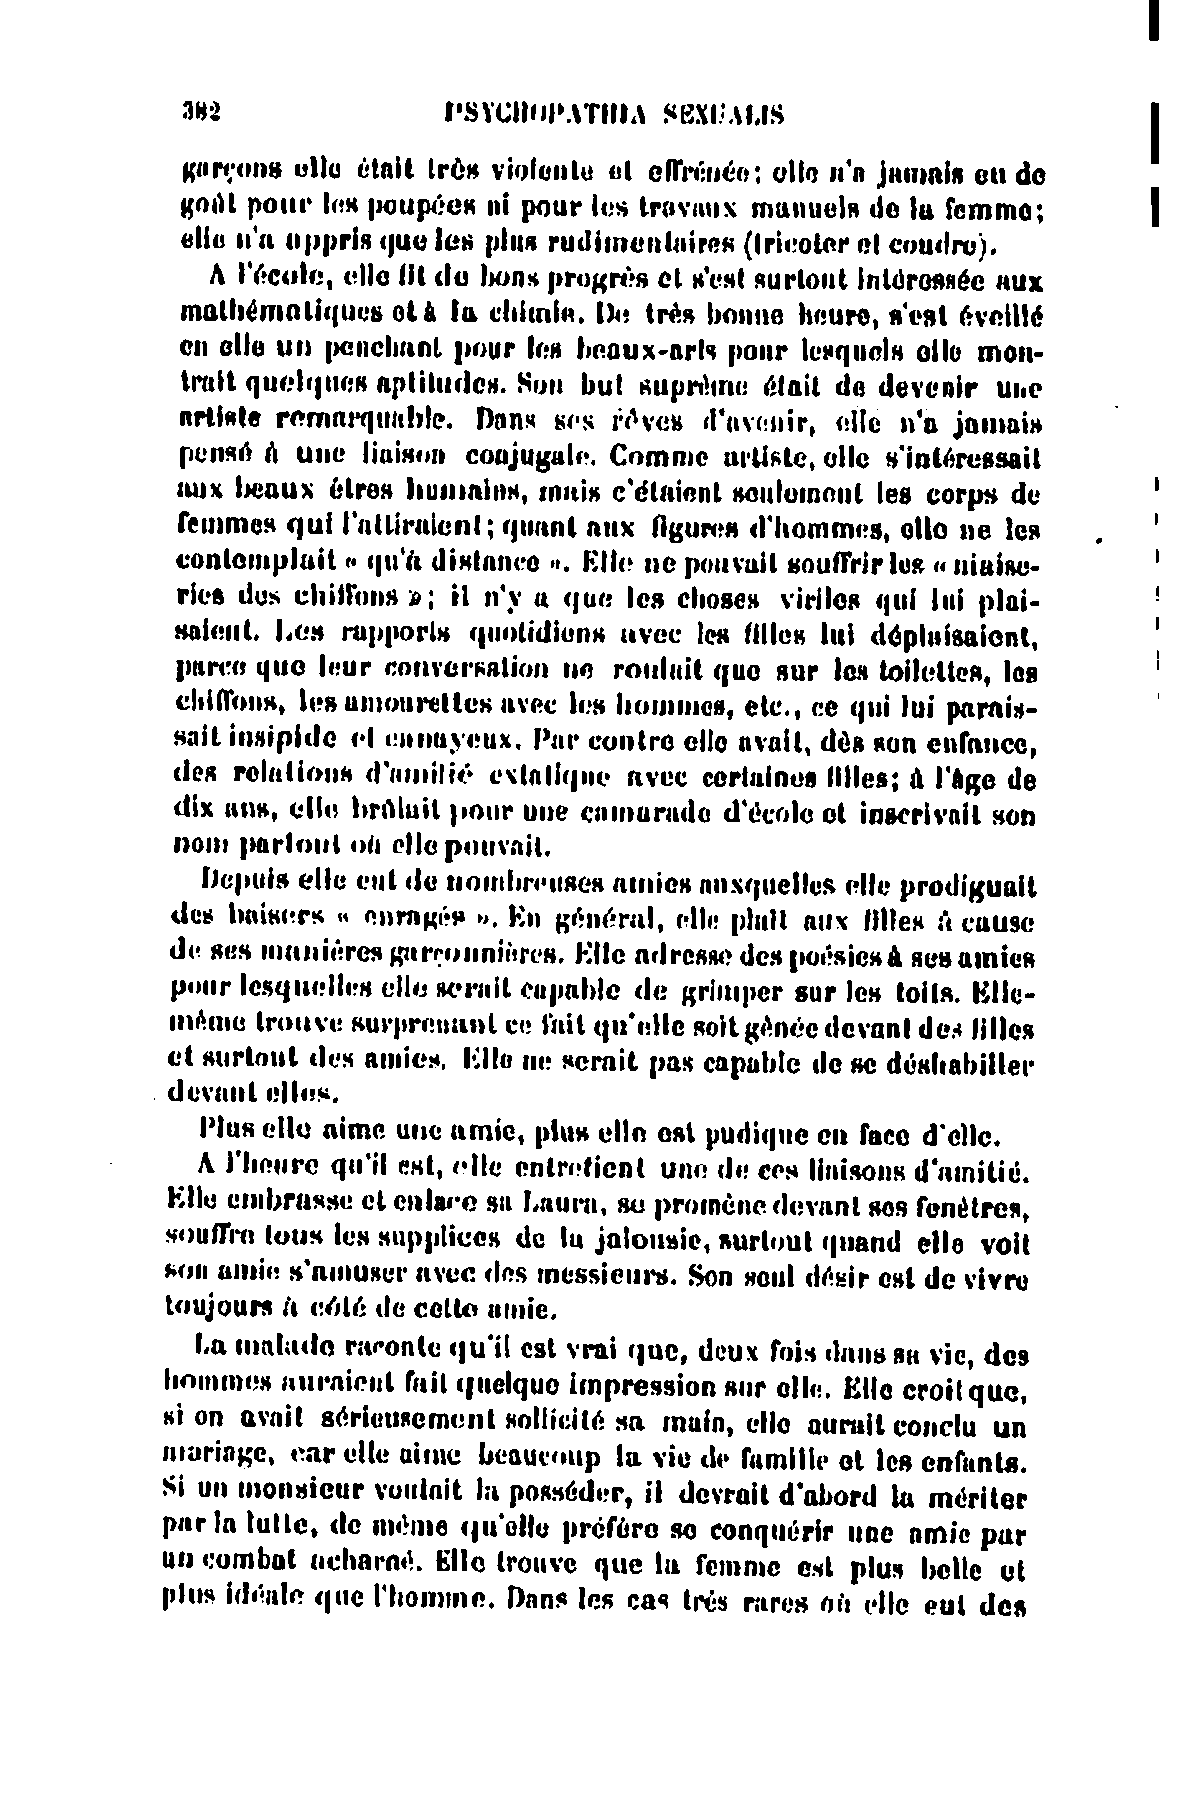 382 PSYCHOPATHIA SEXUALIS
garçons elle était très violente et effrénée; elle n'a jamais eu de
goût pour les poupées ni pour les travaux manuels de la femme;
elle n'a appris que les plus rudimentaires (tricoter et coudre).
A l'école, elle fit de bons progrès et s'est surtout intéressée aux
mathématiques et à la chimie. De très bonne heure, s'est éveillé
en elle un penchant pour les beaux-arts pour lesquels elle mon-
trait quelques aptitudes. Son but suprême était de devenir une
artiste remarquable. Dans ses rêves d'avenir, elle n'a jamais
pensé à une liaison conjugale. Comme artiste, elle s'intéressait
aux beaux êtres humains, mais c'étaient seulement les corps de
femmes qui l'attiraient; quant aux figures d'hommes, elle ne les
contemplait « qu'à distance ». Elle ne pouvait souffrir les « niaise-
ries des chiffons »; il n'y a que les choses viriles qui lui plai-
saient. Les rapports quotidiens avec les filles lui déplaisaient,
parce que leur conversation ne roulait que sur les toilettes, les
chiffons, les amourettes avec les hommes, etc., ce qui lui parais-
sait insipide et ennuyeux. Par contre elle avait, dès son enfance,
des relations d'amitié extatique avec certaines filles; à l'âge de
dix ans, elle brûlait pour une camarade d'école et inscrivait son
nom partout où elle pouvait.
Depuis elle eut de nombreuses amies auxquelles elle prodiguait
des baisers « enragés ». En général, elle plaît aux filles à cause
de ses manières garçonnières. Elle adresse des poésies à ses amies
pour lesquelles elle serait capable de grimper sur les toits. Elle-
même trouve surprenant ce fait qu'elle soit gênée devant des filles
et surtout des amies. Elle ne serait pas capable de se déshabiller
devant elles.
Plus elle aime une amie, plus elle est pudique en face d'elle.
A l'heure qu'il est, elle entretient une de ces liaisons d'amitié.
Elle embrasse et enlace sa Laura, se promène devant ses fenêtres,
souffre tous les supplices de la jalousie, surtout quand elle voit
son amie s'amuser avec des messieurs. Son seul désir est de vivre
toujours à côté de cette amie.
La malade raconte qu'il est vrai que, deux fois dans sa vie, des
hommes auraient fait quelque impression sur elle. Elle croit que,
si on avait sérieusement sollicité sa main, elle aurait conclu un
mariage, car elle aime beaucoup la vie de famille et les enfants.
Si un monsieur voulait la posséder, il devrait d'abord la mériter
par la lutte, de même qu'elle préfère se conquérir une amie par
un combat acharné. Elle trouve que la femme est plus belle et
plus idéale que l'homme. Dans les cas très rares où elle eut des